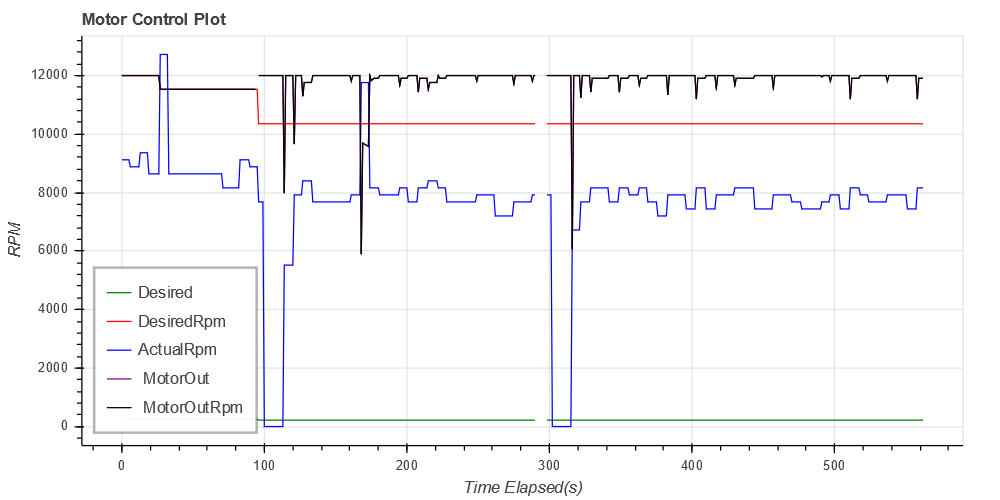 Motor Control Plot
12000
10000
8000
6000
4000
2000
0
RPM
Desired
DesiredRpm
ActualRpm
MotorOut
MotorOutRpm
0
100
200
300
400
500
Time Elapsed(s)